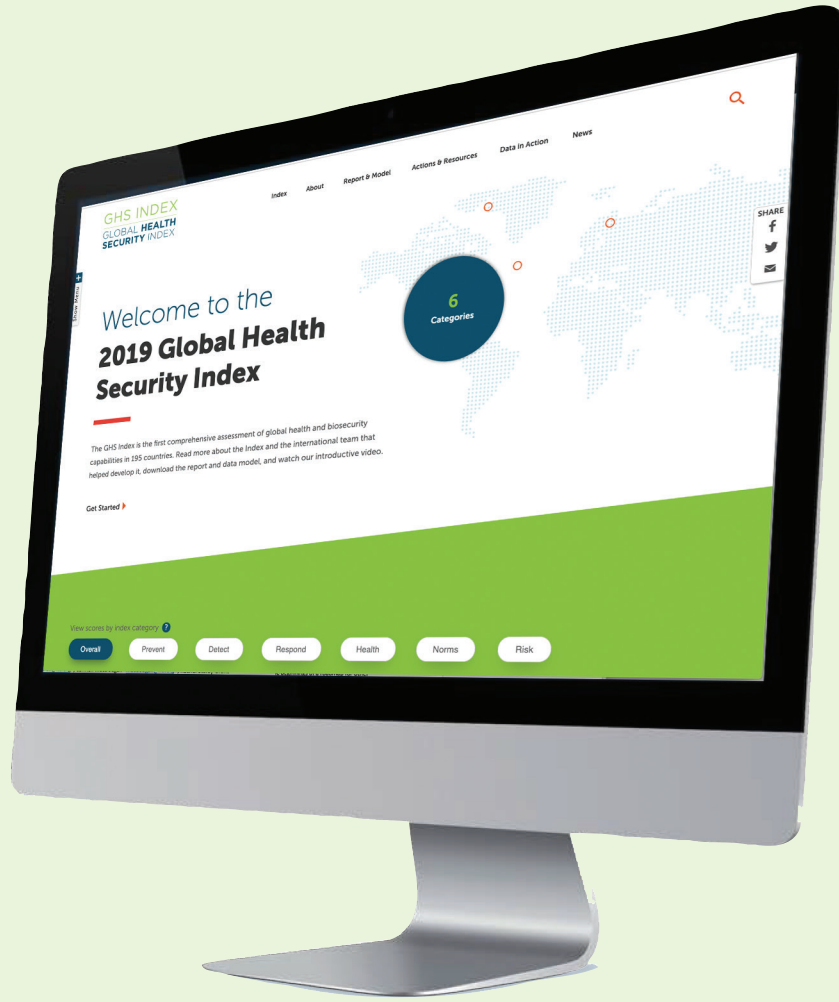 GHS INDEX
GLOBAL HEALTH
SECURITY INDEX
Index About Report & Model Actions & Resources Data in Action News
SHARE
Show Menu
6
Categories
Welcome to the
2019 Global Health
Security Index
The GHS Index is the first comprehensive assessment of global health and biosecurity
capabilities in 195 countries. Read more about the Index and the international team that
helped develop it, download the report and data model, and watch our introductive video.
Get Started
View scores by index category ?
Overall Prevent Detect Respond Health Norms Risk